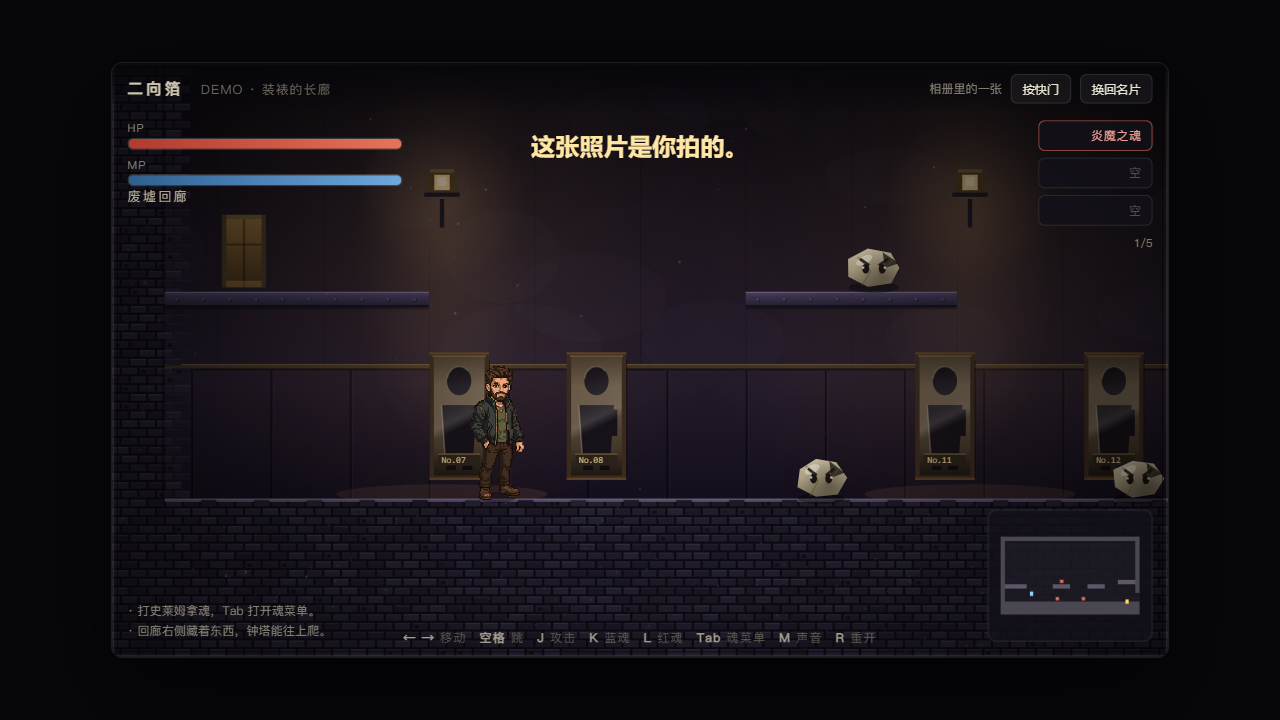 二向箔 DEMO · 装裱的长廊
相册里的一张 按快门 换回名片
HP
MP
废墟回廊
这张照片是你拍的。
炎魔之魂
空
空
1/5
No.07
No.08
No.11
No.12
· 打史莱姆拿魂，Tab 打开魂菜单。
· 回廊右侧藏着东西，钟塔能往上爬。
← → 移动 空格 跳 J 攻击 K 蓝魂 L 红魂 Tab 魂菜单 M 声音 R 重开